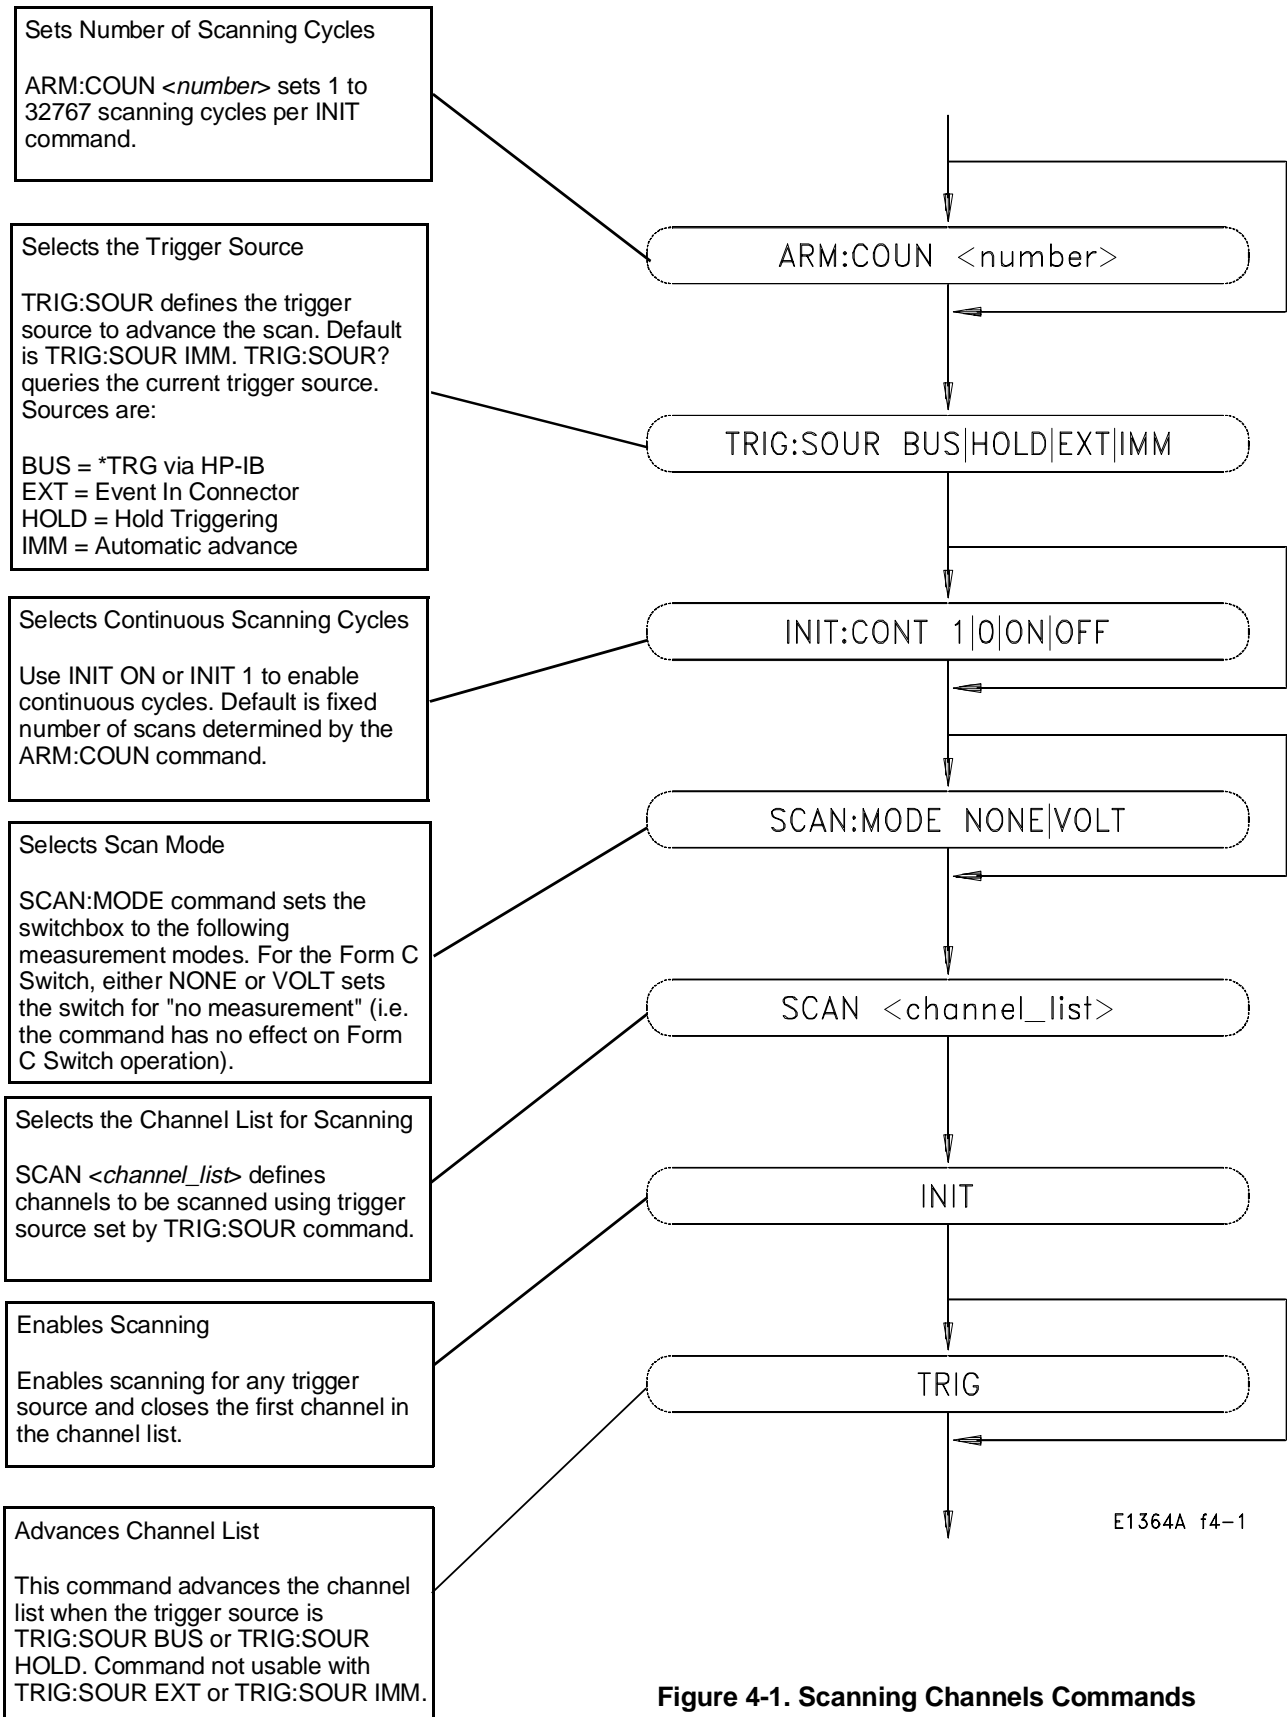 Sets Number of Scanning Cycles
ARM:COUN <number> sets 1 to
32767 scanning cycles per INIT
command.
Selects the Trigger Source
TRIG:SOUR defines the trigger
source to advance the scan. Default
is TRIG:SOUR IMM. TRIG:SOUR?
queries the current trigger source.
Sources are:
BUS = *TRG via HP-IB
EXT = Event In Connector
HOLD = Hold Triggering
IMM = Automatic advance
Selects Continuous Scanning Cycles
Use INIT ON or INIT 1 to enable
continuous cycles. Default is fixed
number of scans determined by the
ARM:COUN command.
Selects Scan Mode
SCAN:MODE command sets the
switchbox to the following
measurement modes. For the Form C
Switch, either NONE or VOLT sets
the switch for "no measurement" (i.e.
the command has no effect on Form
C Switch operation).
Selects the Channel List for Scanning
SCAN <channel_list> defines
channels to be scanned using trigger
source set by TRIG:SOUR command.
Enables Scanning
Enables scanning for any trigger
source and closes the first channel in
the channel list.
Advances Channel List
This command advances the channel
list when the trigger source is
TRIG:SOUR BUS or TRIG:SOUR
HOLD. Command not usable with
TRIG:SOUR EXT or TRIG:SOUR IMM.
ARM:COUN <number>
TRIG:SOUR BUS|HOLD|EXT|IMM
INIT:CONT 1|0|ON|OFF
SCAN:MODE NONE|VOLT
SCAN <channel_list>
INIT
TRIG
E1364A f4-1
Figure 4-1. Scanning Channels Commands